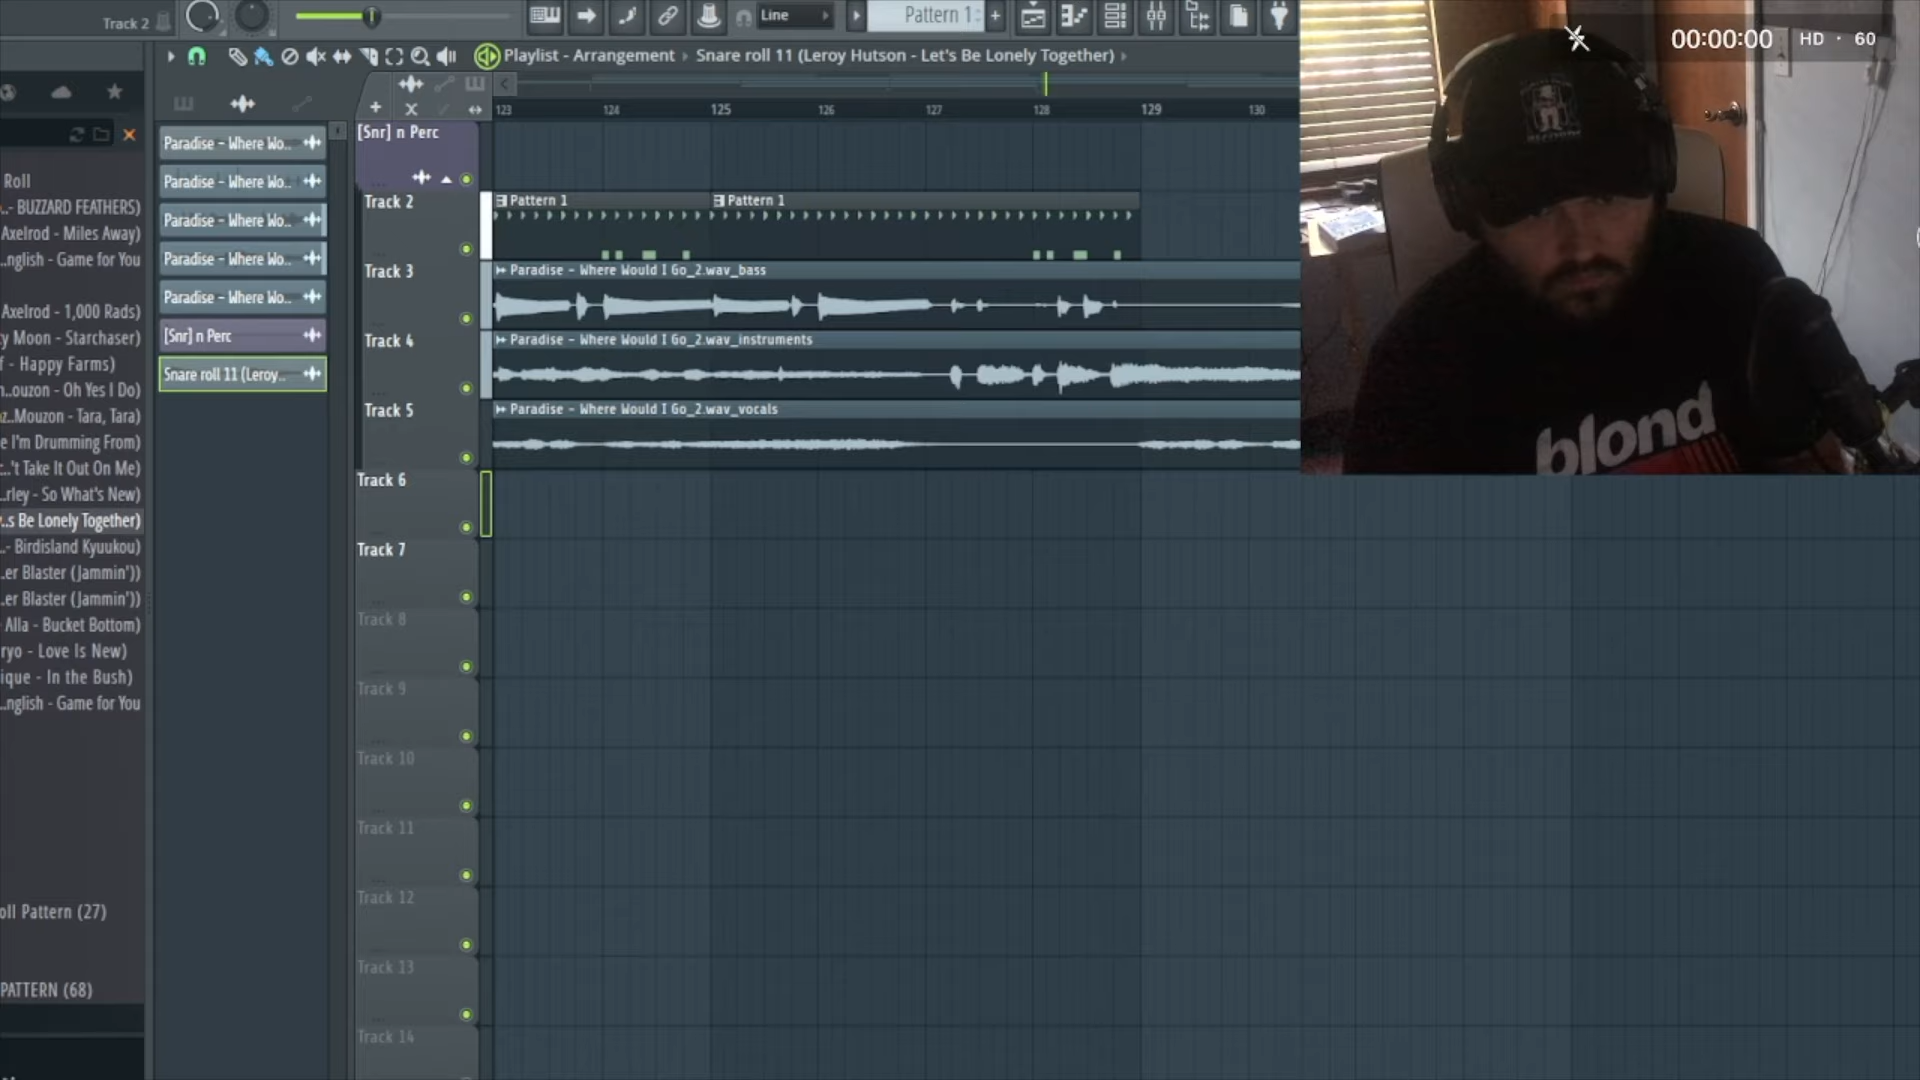 Track 2
Line
Pattern 1
+
Playlist - Arrangement › Snare roll 11 (Leroy Hutson - Let's Be Lonely Together) ›
00:00:00 HD · 60
123 124 125 126 127 128 129 130
Roll
..- BUZZARD FEATHERS)
Axelrod - Miles Away)
..nglish - Game for You
Axelrod - 1,000 Rads)
y Moon - Starchaser)
f - Happy Farms)
n..ouzon - Oh Yes I Do)
z..Mouzon - Tara, Tara)
e I'm Drumming From)
c..'t Take It Out On Me)
..rley - So What's New)
..s Be Lonely Together)
..- Birdisland Kyuukou)
..er Blaster (Jammin'))
..er Blaster (Jammin'))
Alla - Bucket Bottom)
ryo - Love Is New)
ique - In the Bush)
..nglish - Game for You
oll Pattern (27)
PATTERN (68)
Paradise - Where Wo..
Paradise - Where Wo..
Paradise - Where Wo..
Paradise - Where Wo..
Paradise - Where Wo..
[Snr] n Perc
Snare roll 11 (Leroy..
[Snr] n Perc
Track 2
Pattern 1
Pattern 1
Track 3
Paradise - Where Would I Go_2.wav_bass
Track 4
Paradise - Where Would I Go_2.wav_instruments
Track 5
Paradise - Where Would I Go_2.wav_vocals
Track 6
Track 7
Track 8
Track 9
Track 10
Track 11
Track 12
Track 13
Track 14
blond